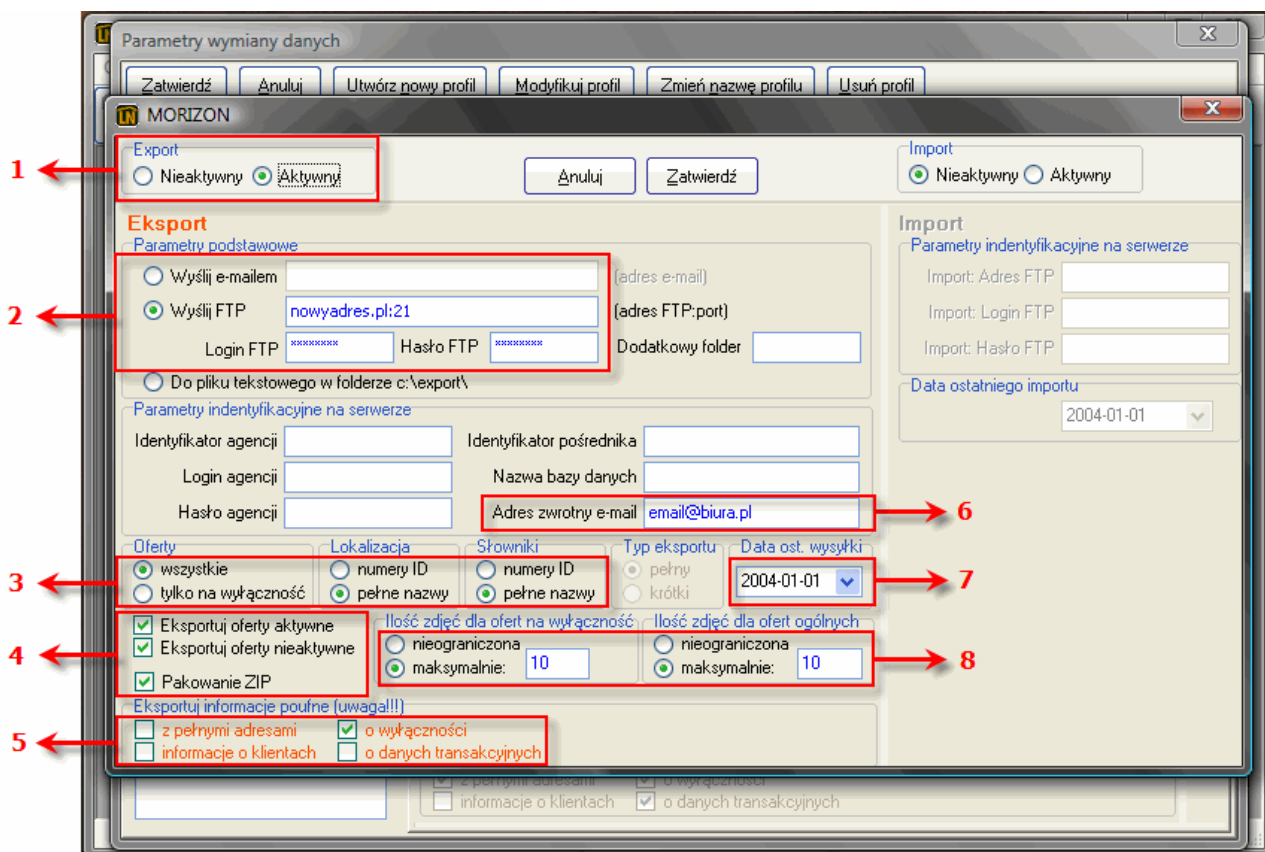 Parametry wymiany danych
Zatwierdź Anuluj Utwórz nowy profil Modyfikuj profil Zmień nazwę profilu Usuń profil
MORIZON
Export
1 Nieaktywny Aktywny
Anuluj Zatwierdź
Import
Nieaktywny Aktywny
Eksport
Parametry podstawowe
Wyślij e-mailem (adres e-mail)
2 Wyślij FTP nowyadres.pl:21 (adres FTP:port)
Login FTP ******** Hasło FTP ******** Dodatkowy folder
Do pliku tekstowego w folderze c:\export\
Import
Parametry indentyfikacyjne na serwerze
Import: Adres FTP
Import: Login FTP
Import: Hasło FTP
Data ostatniego importu
2004-01-01
Parametry indentyfikacyjne na serwerze
Identyfikator agencji Identyfikator pośrednika
Login agencji Nazwa bazy danych
Hasło agencji Adres zwrotny e-mail email@biura.pl 6
Oferty Lokalizacja Słowniki Typ eksportu Data ost. wysyłki
3 wszystkie numery ID numery ID pełny 2004-01-01 7
tylko na wyłączność pełne nazwy pełne nazwy krótki
4 Eksportuj oferty aktywne
Eksportuj oferty nieaktywne
Pakowanie ZIP
Ilość zdjęć dla ofert na wyłączność Ilość zdjęć dla ofert ogólnych
nieograniczona nieograniczona
maksymalnie: 10 maksymalnie: 10 8
Eksportuj informacje poufne (uwaga!!!)
5 z pełnymi adresami o wyłączności
informacje o klientach o danych transakcyjnych
z pełnymi adresami o wyłączności
informacje o klientach o danych transakcyjnych